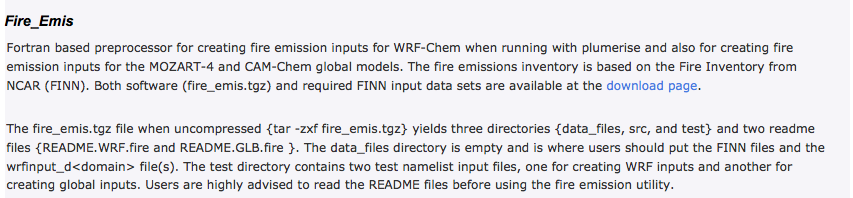 Fire_Emis
Fortran based preprocessor for creating fire emission inputs for WRF-Chem when running with plumerise and also for creating fire
emission inputs for the MOZART-4 and CAM-Chem global models. The fire emissions inventory is based on the Fire Inventory from
NCAR (FINN). Both software (fire_emis.tgz) and required FINN input data sets are available at the download page.
The fire_emis.tgz file when uncompressed {tar -zxf fire_emis.tgz} yields three directories {data_files, src, and test} and two readme
files {README.WRF.fire and README.GLB.fire }. The data_files directory is empty and is where users should put the FINN files and the
wrfinput_d<domain> file(s). The test directory contains two test namelist input files, one for creating WRF inputs and another for
creating global inputs. Users are highly advised to read the README files before using the fire emission utility.